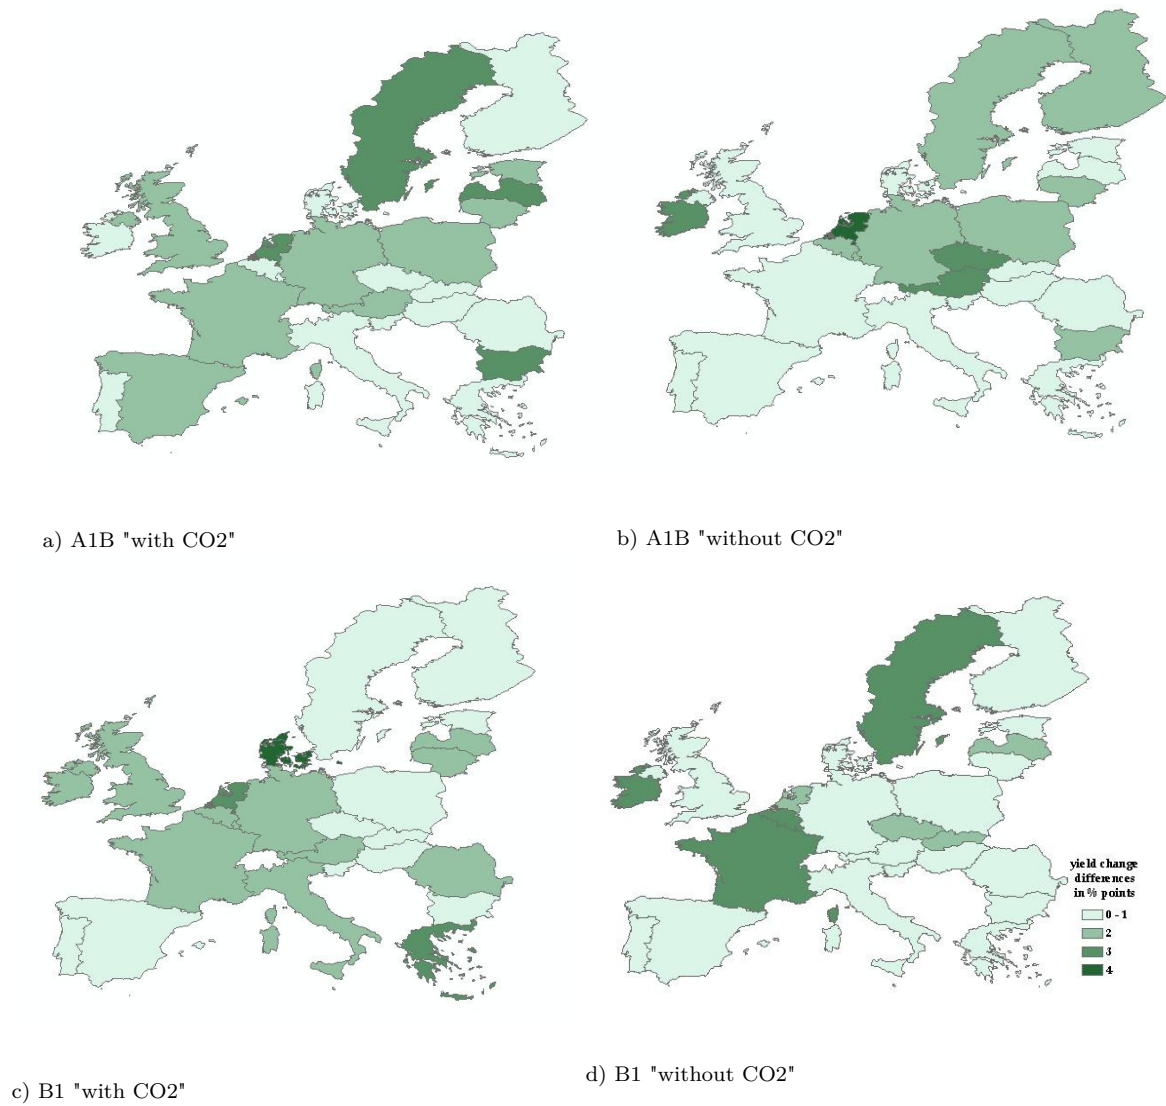 a) A1B "with CO2"
b) A1B "without CO2"
c) B1 "with CO2"
yield change
differences
in % points
0 - 1
2
3
4
d) B1 "without CO2"